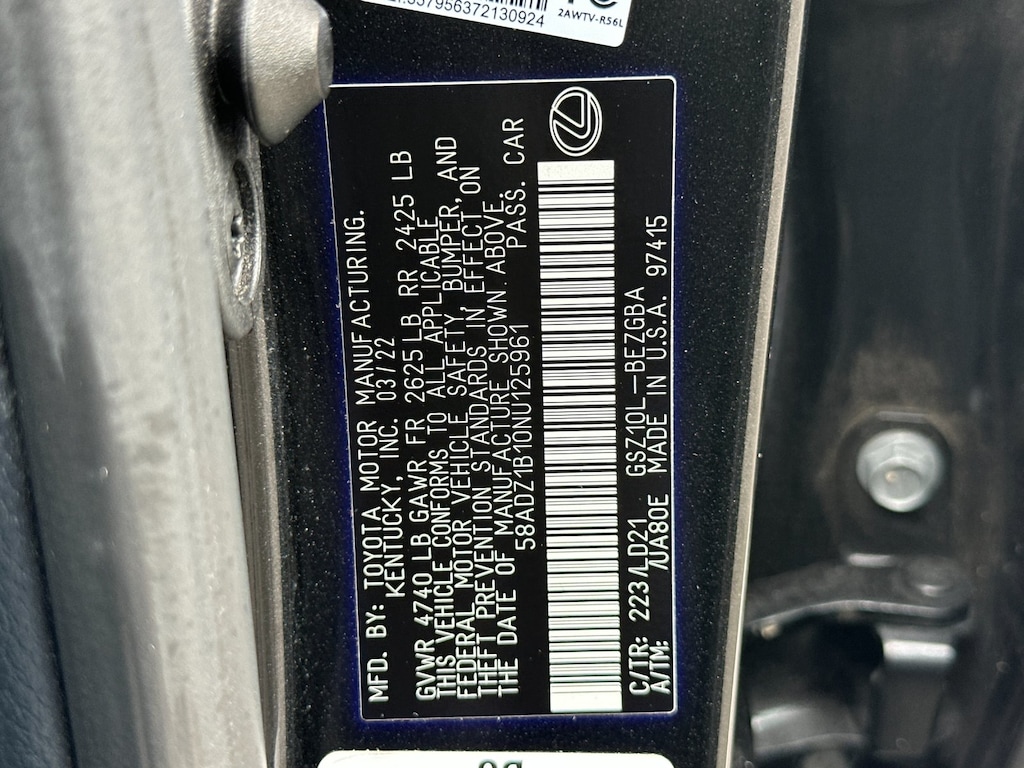 337956372130924
2AWTV-R56L
MFD. BY: TOYOTA MOTOR MANUFACTURING.
KENTUCKY, INC. 03/22
GVWR 4740 LB GAWR FR 2625 LB RR 2425 LB
THIS VEHICLE CONFORMS TO ALL APPLICABLE
FEDERAL MOTOR VEHICLE SAFETY, BUMPER, AND
THEFT PREVENTION STANDARDS IN EFFECT ON
THE DATE OF MANUFACTURE SHOWN ABOVE.
58ADZ1B10NU125961 PASS. CAR
C/TR: 223/LD21 GSZ10L-BEZGBA
A/TM: /UA80E MADE IN U.S.A. 97415